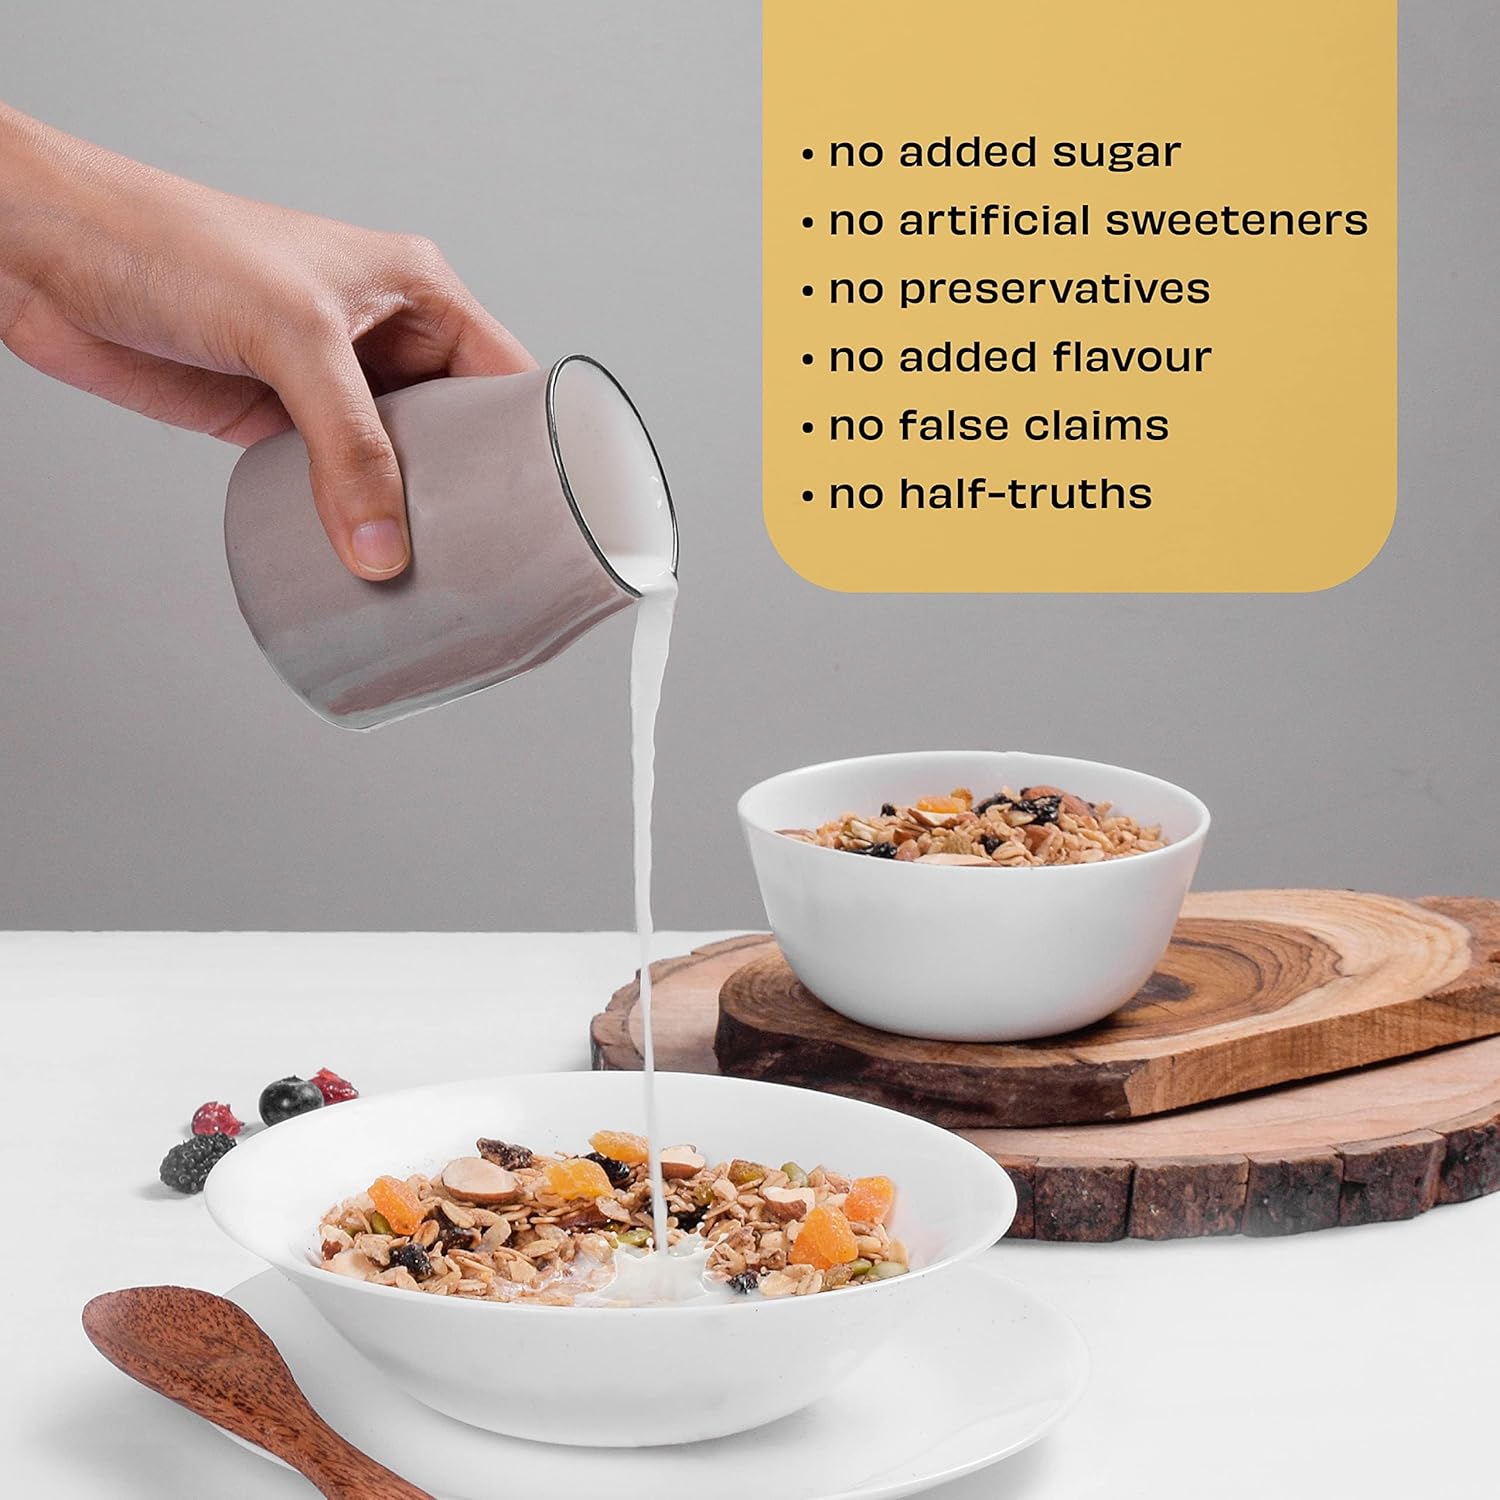 • no added sugar
• no artificial sweeteners
• no preservatives
• no added flavour
• no false claims
• no half-truths